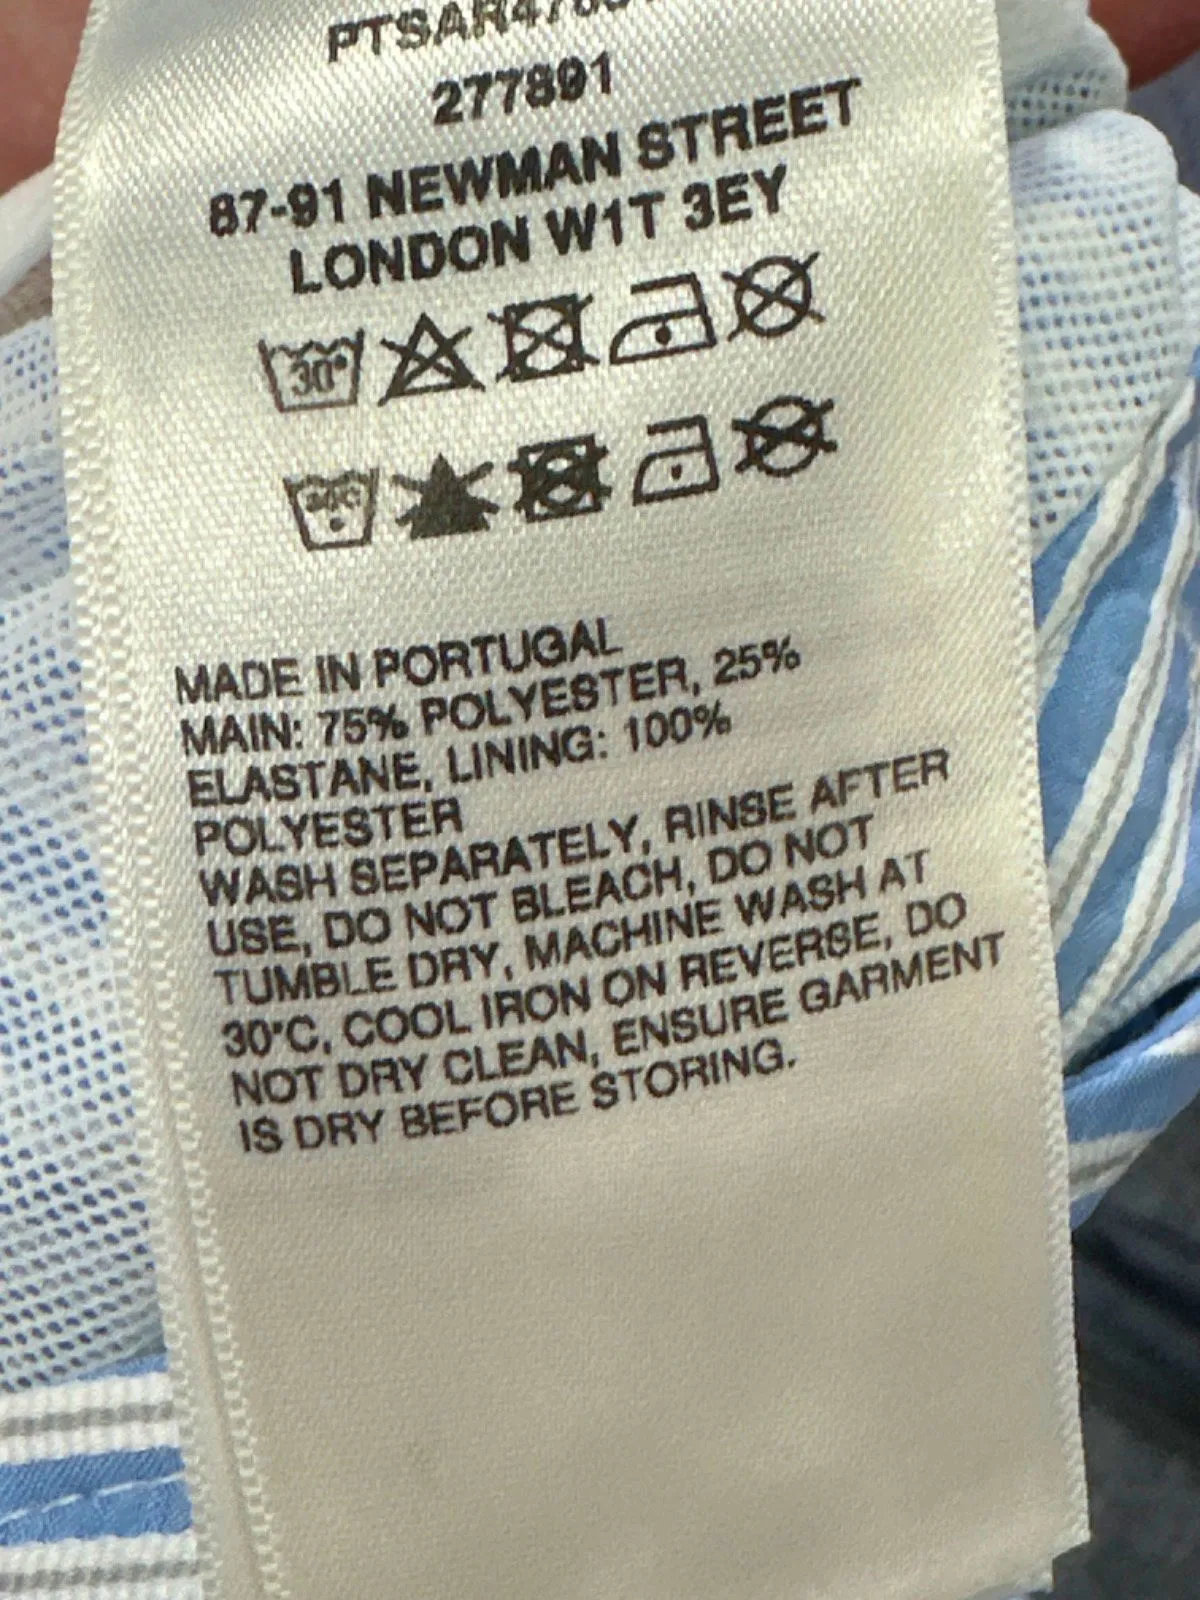 277891
87-91 NEWMAN STREET
LONDON W1T 3EY
30°
MADE IN PORTUGAL
MAIN: 75% POLYESTER, 25%
ELASTANE, LINING: 100%
POLYESTER
WASH SEPARATELY, RINSE AFTER
USE, DO NOT BLEACH, DO NOT
TUMBLE DRY, MACHINE WASH AT
30°C, COOL IRON ON REVERSE, DO
NOT DRY CLEAN, ENSURE GARMENT
IS DRY BEFORE STORING.